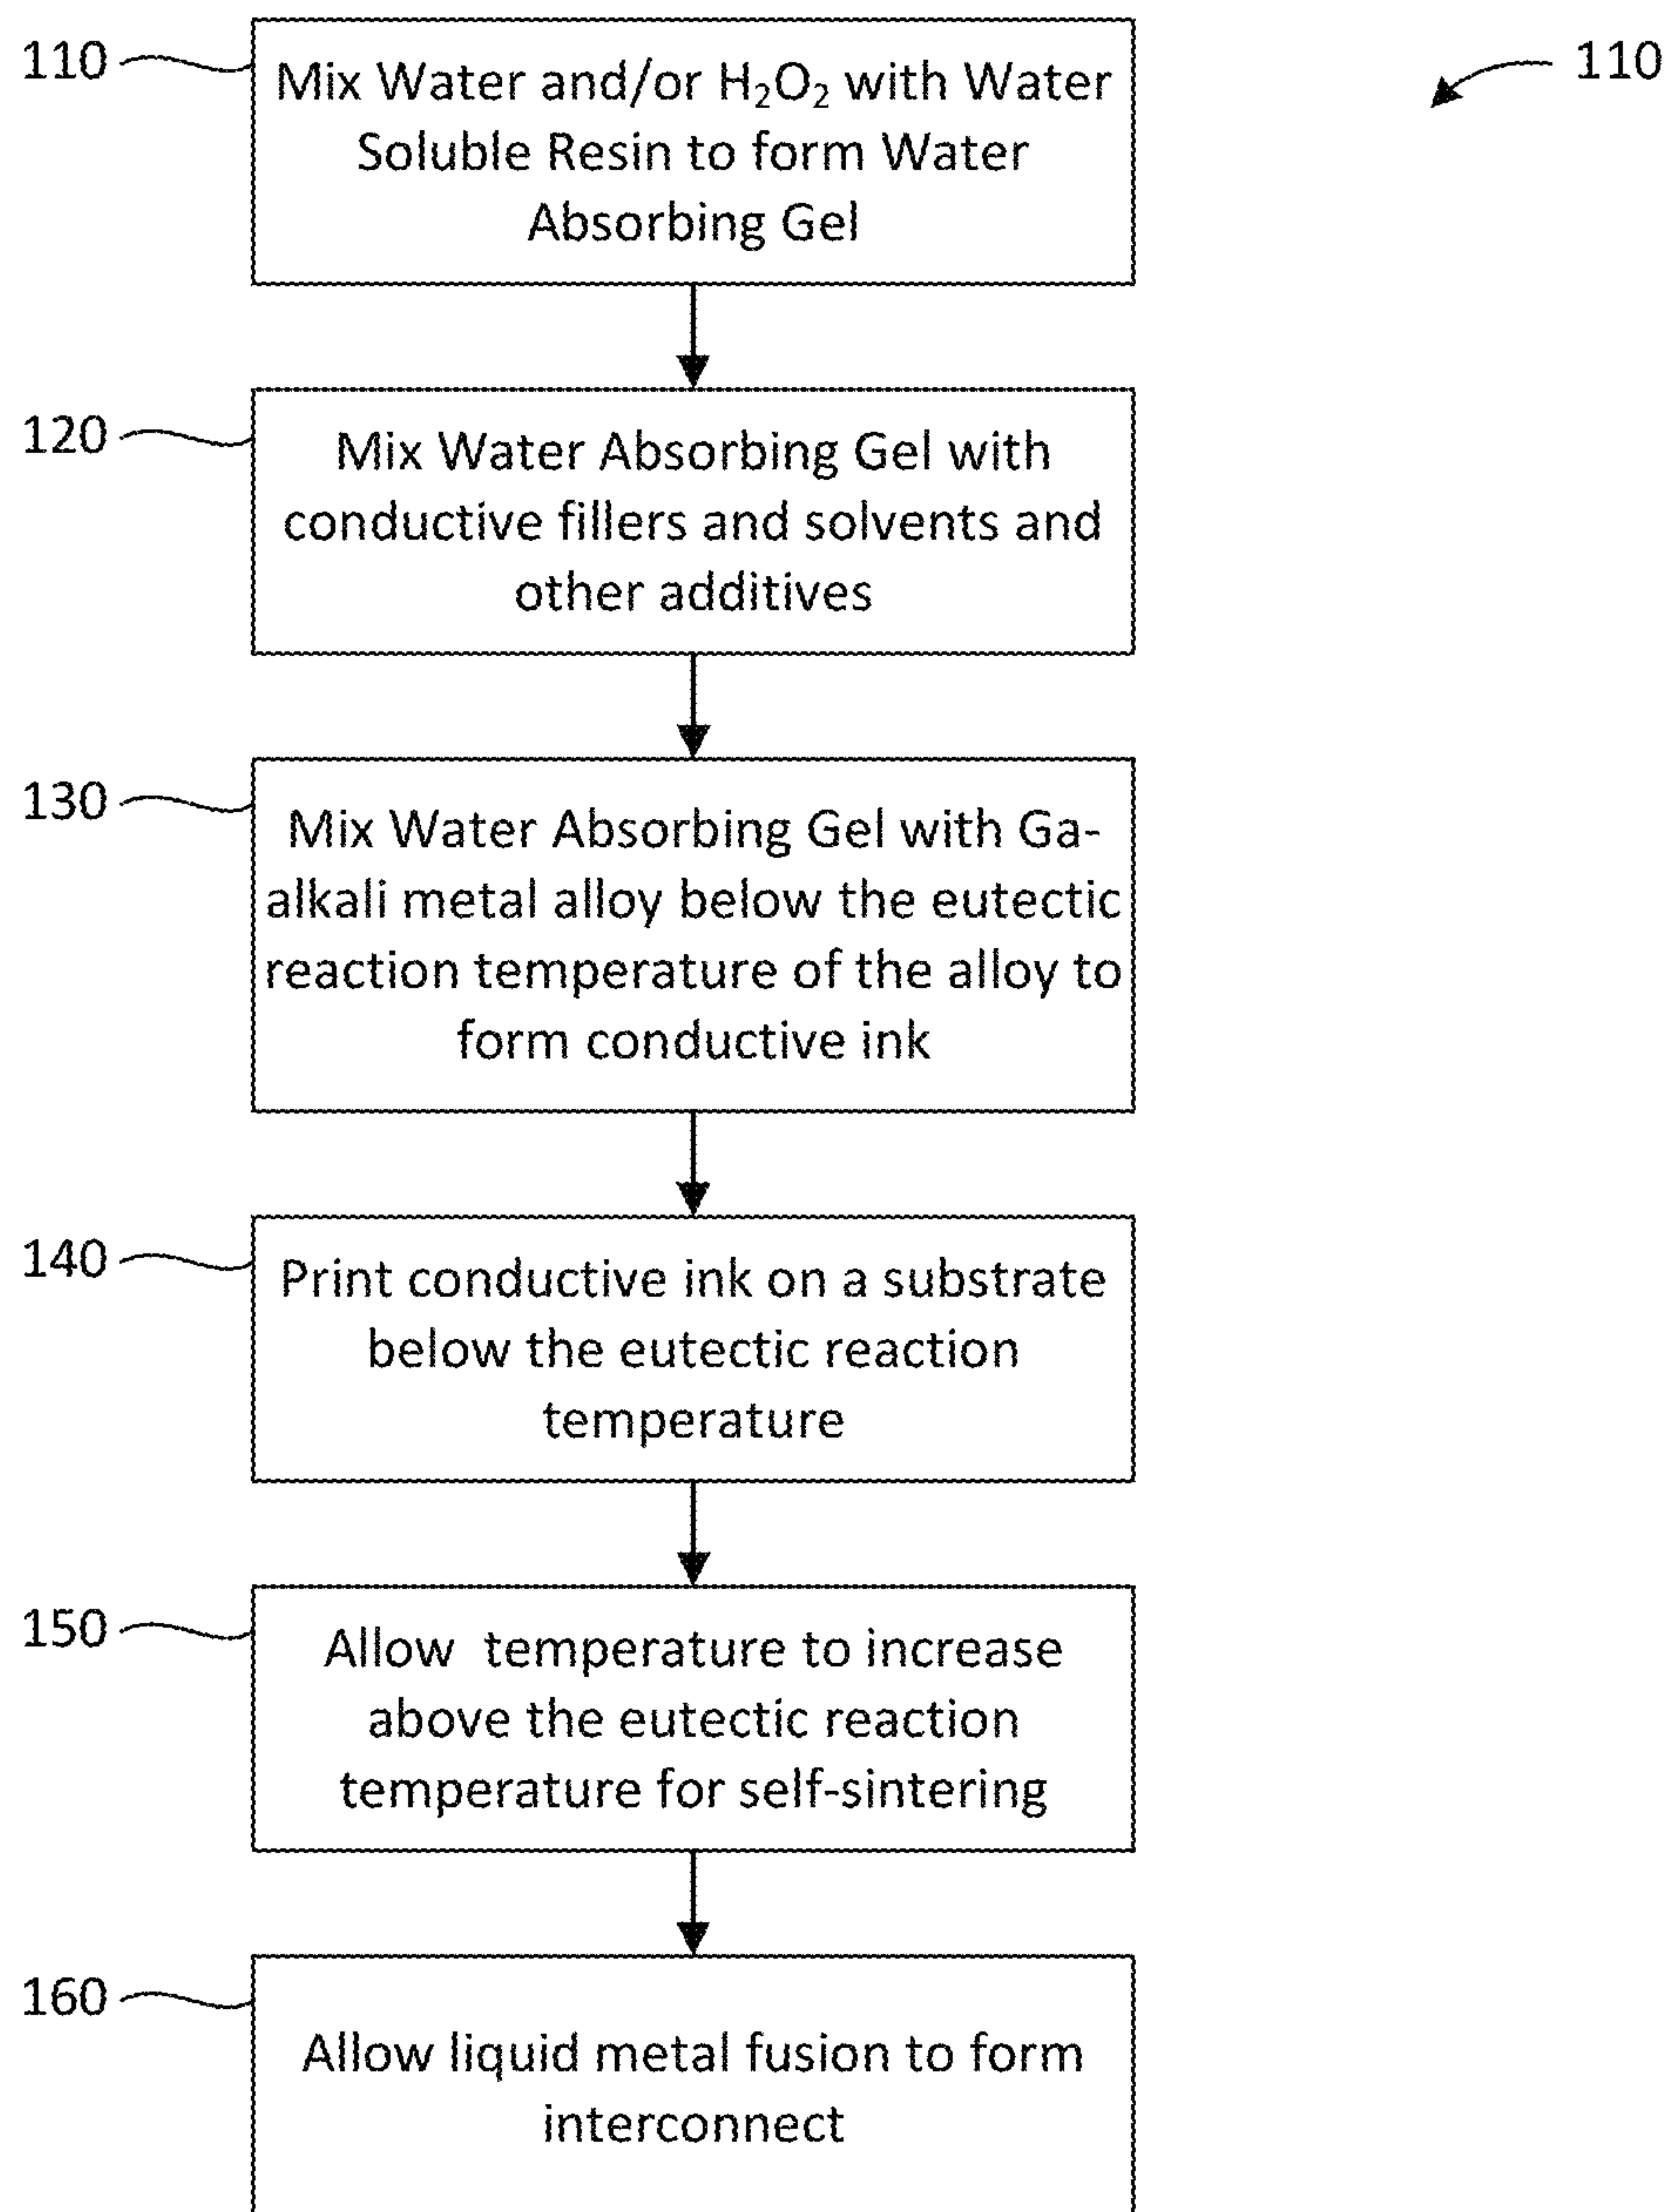 110
Mix Water and/or H₂O₂ with Water
Soluble Resin to form Water
Absorbing Gel
110
120
Mix Water Absorbing Gel with
conductive fillers and solvents and
other additives
130
Mix Water Absorbing Gel with Ga-
alkali metal alloy below the eutectic
reaction temperature of the alloy to
form conductive ink
140
Print conductive ink on a substrate
below the eutectic reaction
temperature
150
Allow  temperature to increase
above the eutectic reaction
temperature for self-sintering
160
Allow liquid metal fusion to form
interconnect